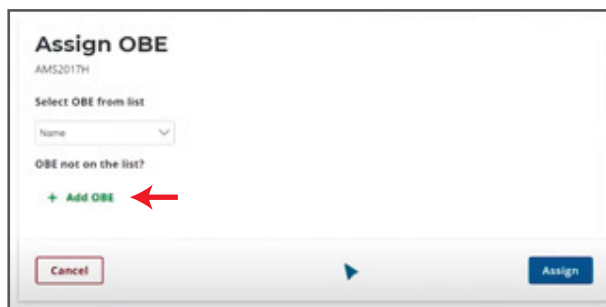 Assign OBE
AMS2017H
Select OBE from list
Name
OBE not on the list?
+ Add OBE
Cancel
Assign